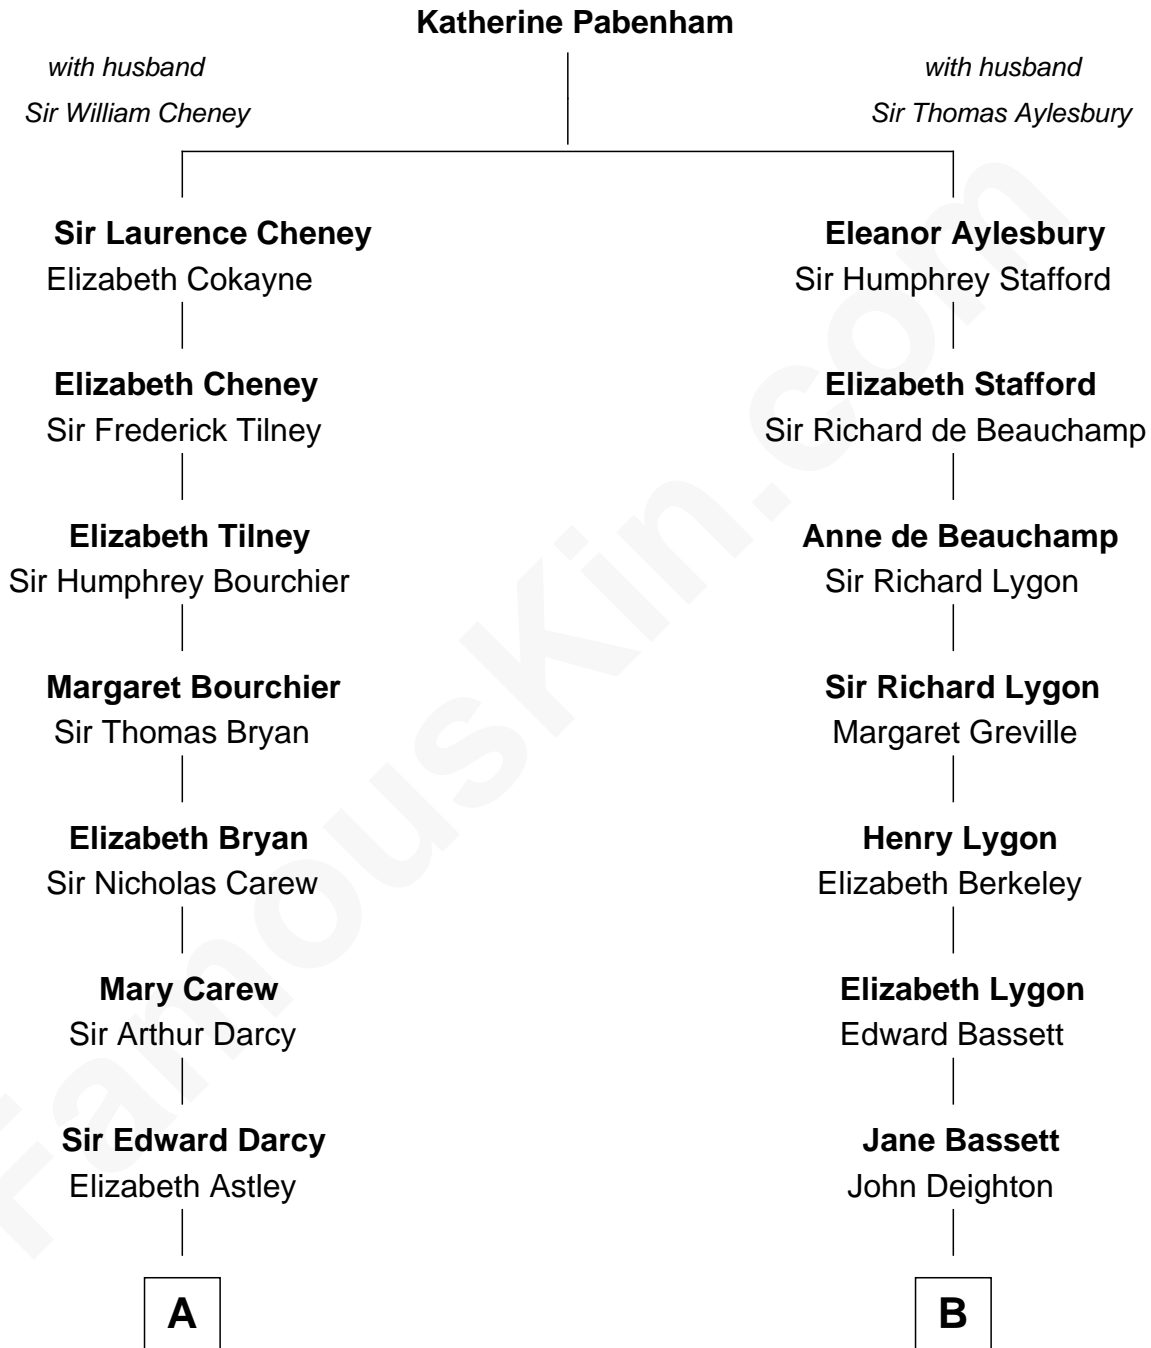 Katherine Pabenham
with husband
Sir William Cheney
with husband
Sir Thomas Aylesbury
Sir Laurence Cheney
Elizabeth Cokayne
Elizabeth Cheney
Sir Frederick Tilney
Elizabeth Tilney
Sir Humphrey Bourchier
Margaret Bourchier
Sir Thomas Bryan
Elizabeth Bryan
Sir Nicholas Carew
Mary Carew
Sir Arthur Darcy
Sir Edward Darcy
Elizabeth Astley
A
Eleanor Aylesbury
Sir Humphrey Stafford
Elizabeth Stafford
Sir Richard de Beauchamp
Anne de Beauchamp
Sir Richard Lygon
Sir Richard Lygon
Margaret Greville
Henry Lygon
Elizabeth Berkeley
Elizabeth Lygon
Edward Bassett
Jane Bassett
John Deighton
B
FamousKin.com